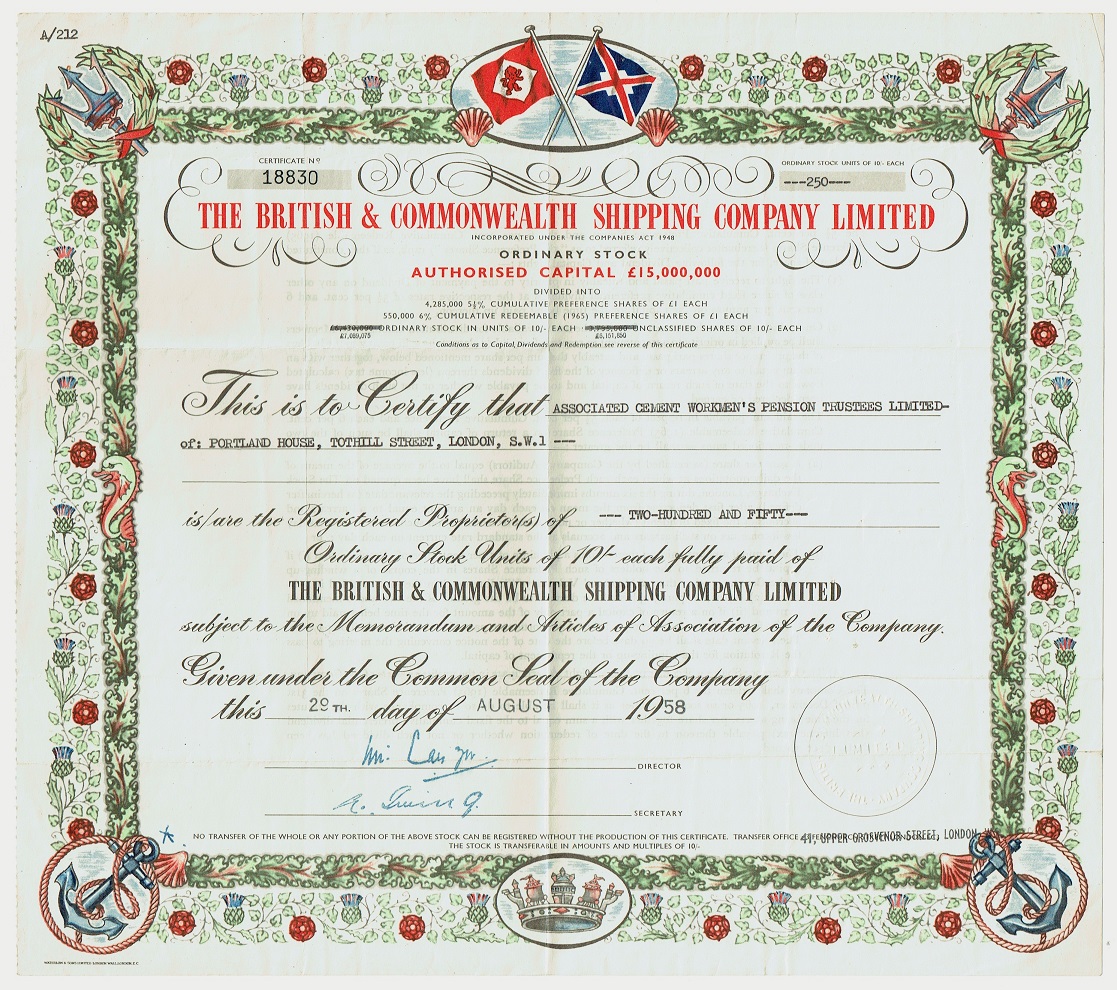 A/212
CERTIFICATE Nº
18830
ORDINARY STOCK UNITS OF 10/- EACH
---250---
THE BRITISH & COMMONWEALTH SHIPPING COMPANY LIMITED
INCORPORATED UNDER THE COMPANIES ACT 1948
ORDINARY STOCK
AUTHORISED CAPITAL £15,000,000
DIVIDED INTO
4,285,000 5½% CUMULATIVE PREFERENCE SHARES OF £1 EACH
550,000 6% CUMULATIVE REDEEMABLE (1965) PREFERENCE SHARES OF £1 EACH
ORDINARY STOCK IN UNITS OF 10/- EACH UNCLASSIFIED SHARES OF 10/- EACH
Conditions as to Capital, Dividends and Redemption see reverse of this certificate
This is to Certify that ASSOCIATED CEMENT WORKMEN'S PENSION TRUSTEES LIMITED-
of: PORTLAND HOUSE, TOTHILL STREET, LONDON, S.W.1 ---
is/are the Registered Proprietor(s) of --- TWO-HUNDRED AND FIFTY---
Ordinary Stock Units of 10/- each fully paid of
THE BRITISH & COMMONWEALTH SHIPPING COMPANY LIMITED
subject to the Memorandum and Articles of Association of the Company.
Given under the Common Seal of the Company
this 29TH. day of AUGUST 1958
DIRECTOR
SECRETARY
NO TRANSFER OF THE WHOLE OR ANY PORTION OF THE ABOVE STOCK CAN BE REGISTERED WITHOUT THE PRODUCTION OF THIS CERTIFICATE. TRANSFER OFFICE 41, UPPER GROSVENOR STREET, LONDON
THE STOCK IS TRANSFERABLE IN AMOUNTS AND MULTIPLES OF 10/-